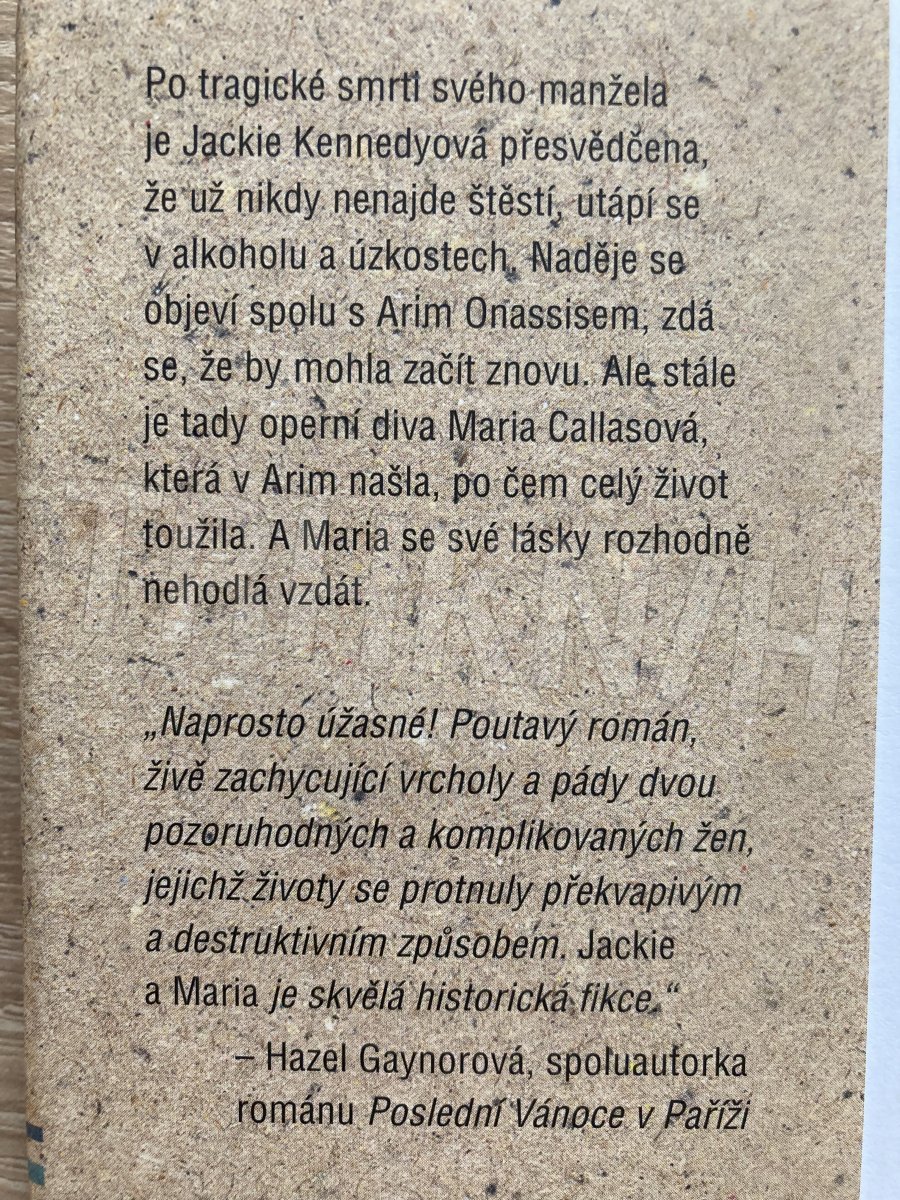 Po tragické smrti svého manžela
je Jackie Kennedyová přesvědčena,
že už nikdy nenajde štěstí, utápí se
v alkoholu a úzkostech. Naděje se
objeví spolu s Arim Onassisem, zdá
se, že by mohla začít znovu. Ale stále
je tady operní diva Maria Callasová,
která v Arim našla, po čem celý život
toužila. A Maria se své lásky rozhodně
nehodlá vzdát.
„Naprosto úžasné! Poutavý román,
živě zachycující vrcholy a pády dvou
pozoruhodných a komplikovaných žen,
jejichž životy se protnuly překvapivým
a destruktivním způsobem. Jackie
a Maria je skvělá historická fikce.“
– Hazel Gaynorová, spoluautorka
románu Poslední Vánoce v Paříži